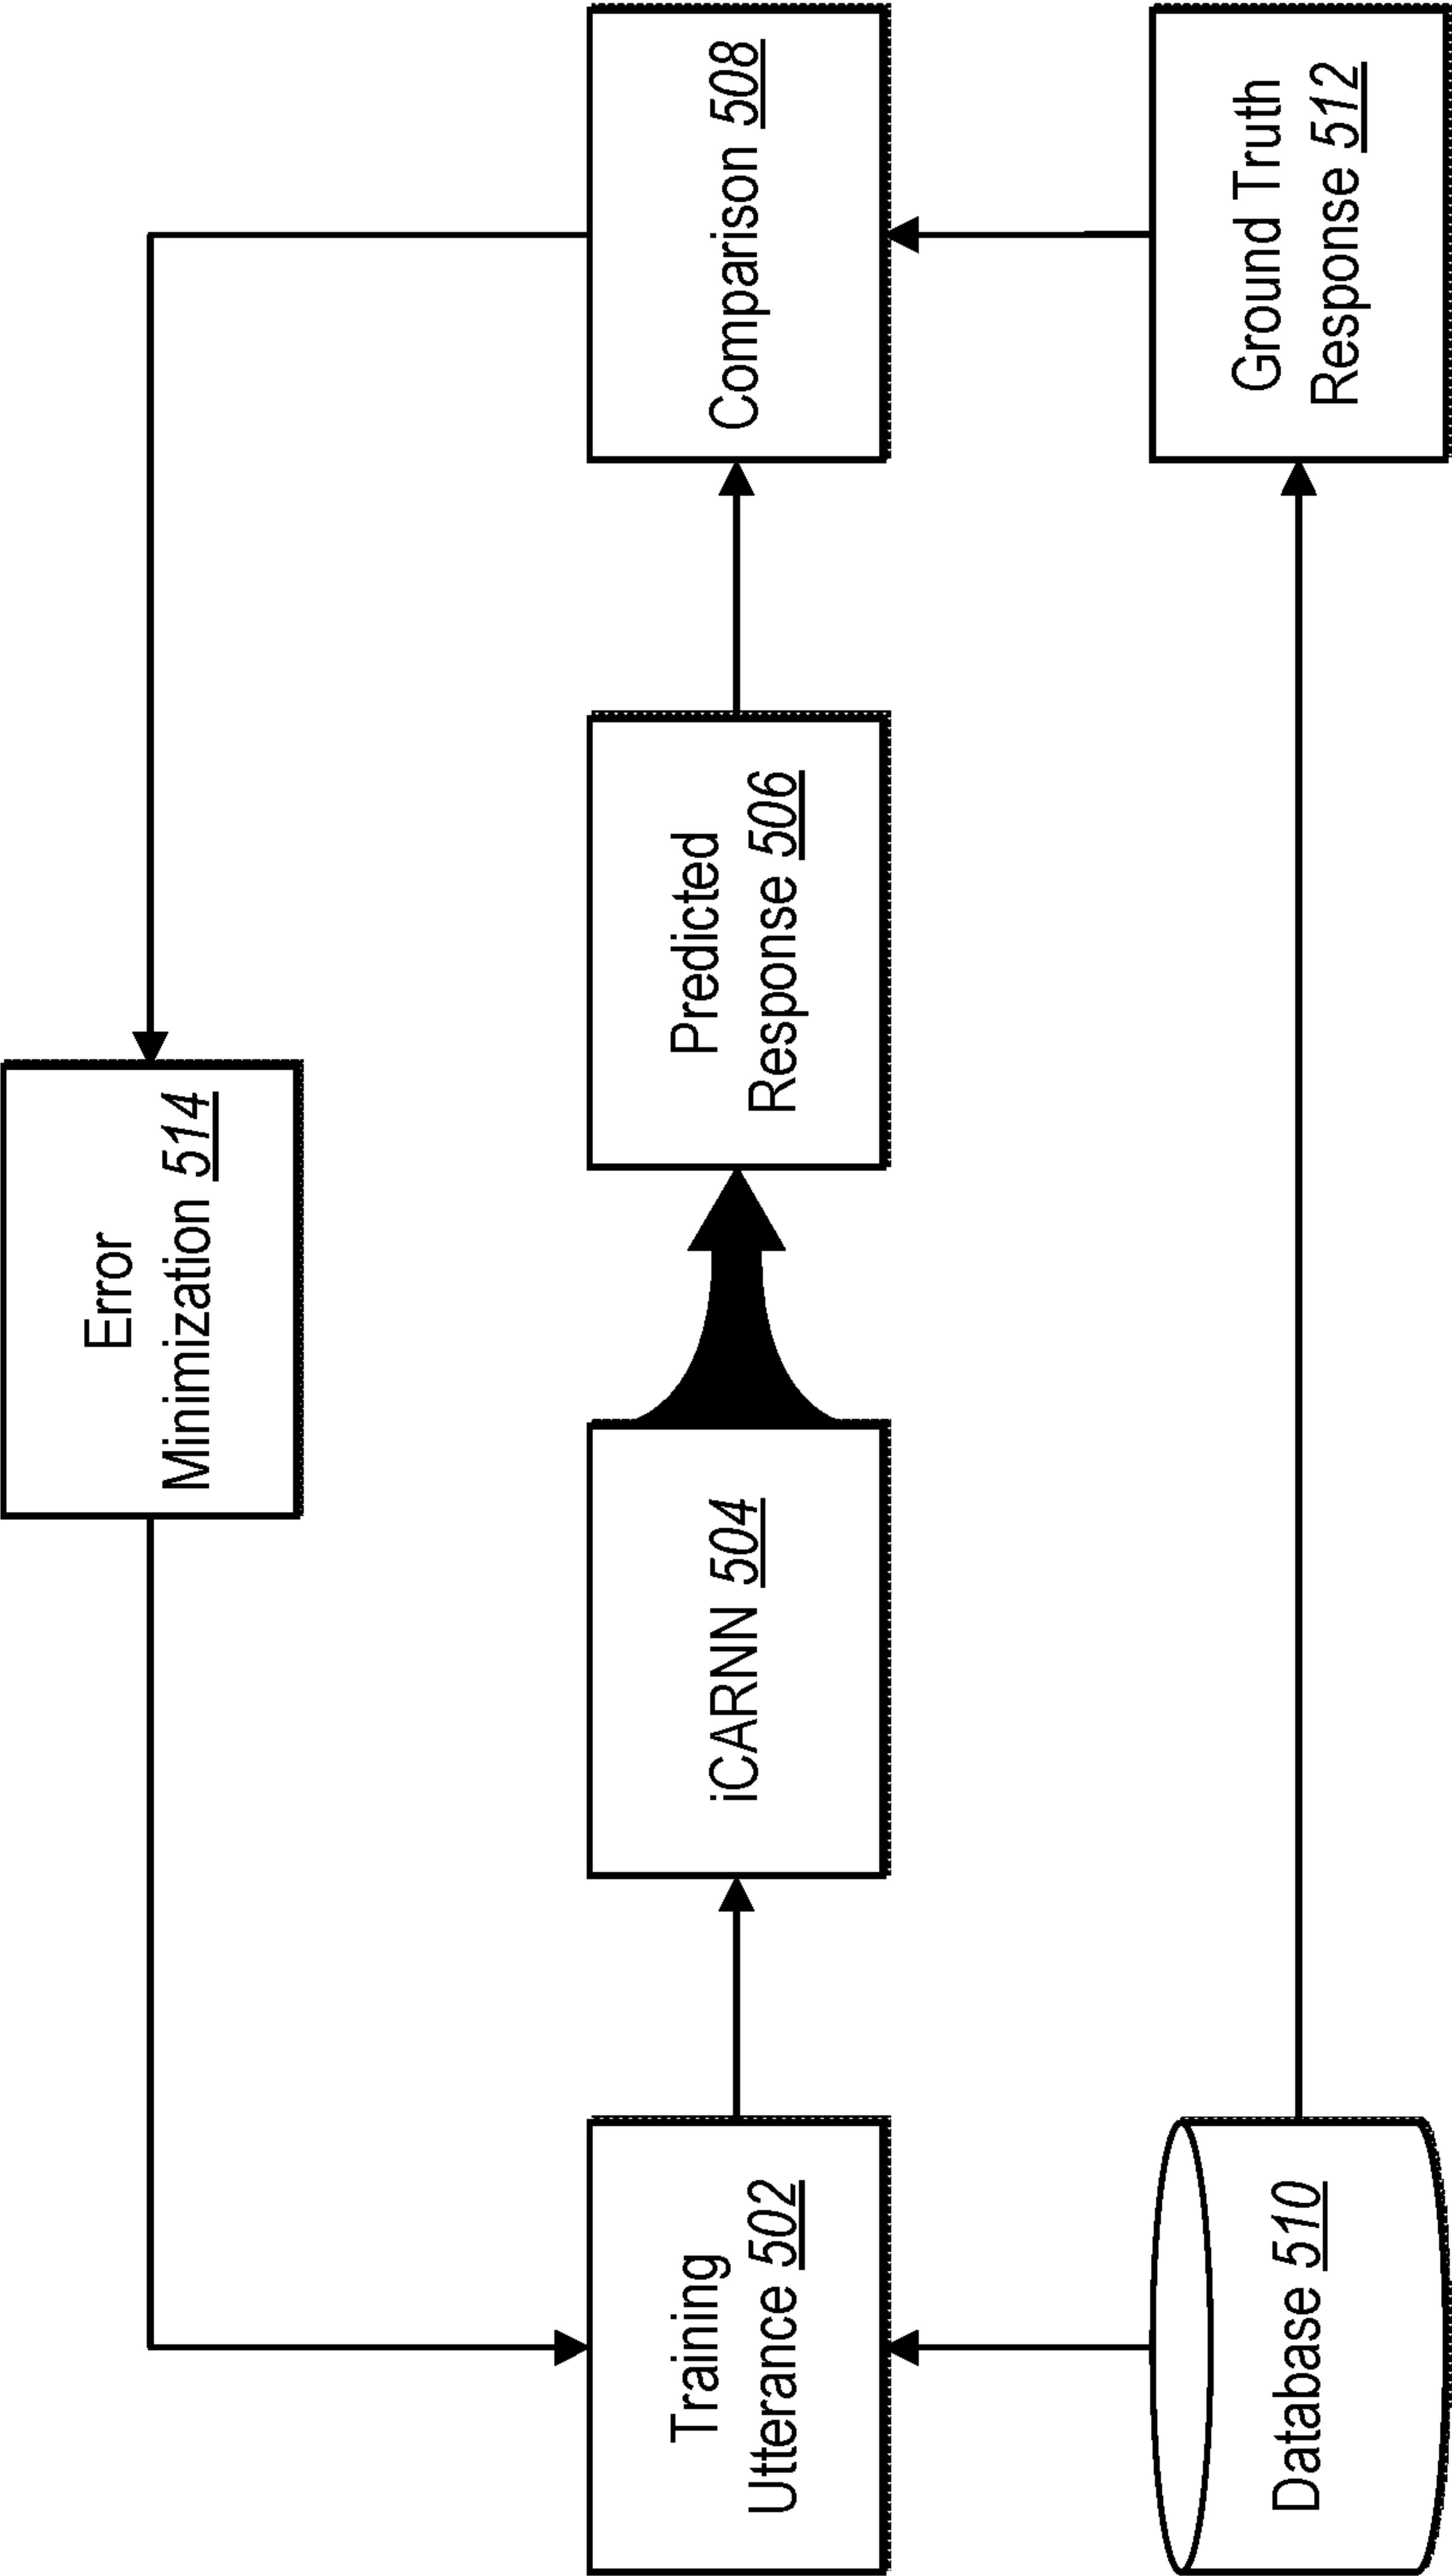 Error
Minimization 514
Training
Utterance 502
iCARNN 504
Predicted
Response 506
Comparison 508
Database 510
Ground Truth
Response 512